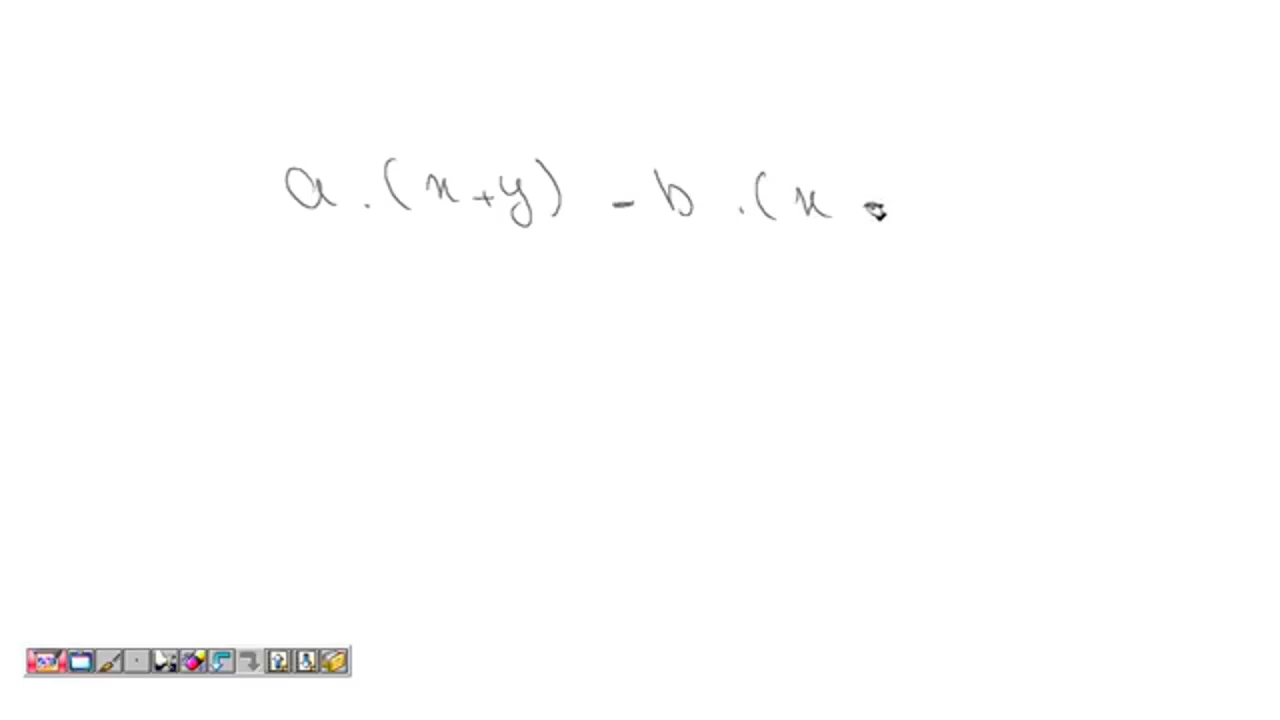 a . (x+y) - b . (x